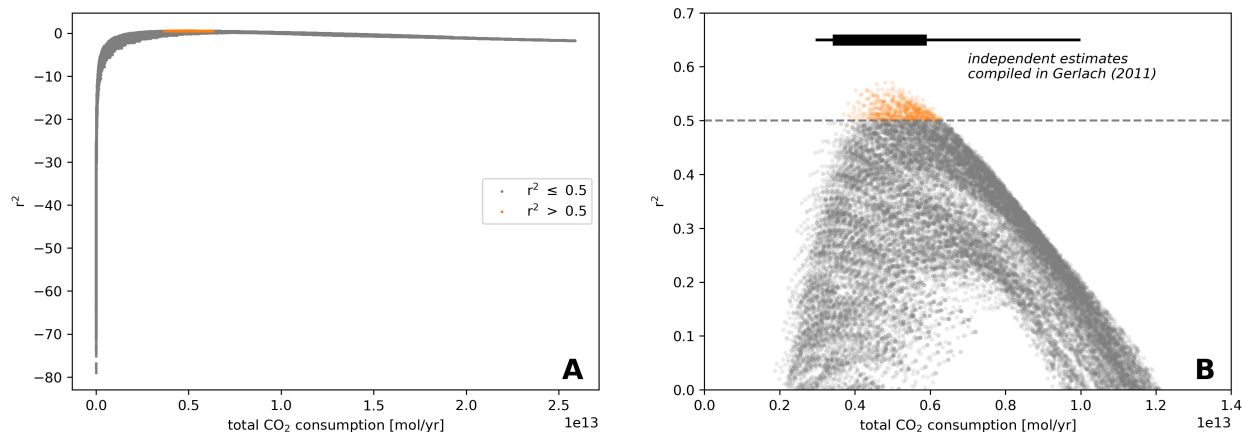 0
−10
−20
−30
−40
−50
−60
−70
−80
r²
r² ≤ 0.5
r² > 0.5
A
0.0 0.5 1.0 1.5 2.0 2.5
total CO₂ consumption [mol/yr]
1e13
0.7
0.6
0.5
0.4
0.3
0.2
0.1
0.0
r²
independent estimates
compiled in Gerlach (2011)
B
0.0 0.2 0.4 0.6 0.8 1.0 1.2 1.4
total CO₂ consumption [mol/yr]
1e13